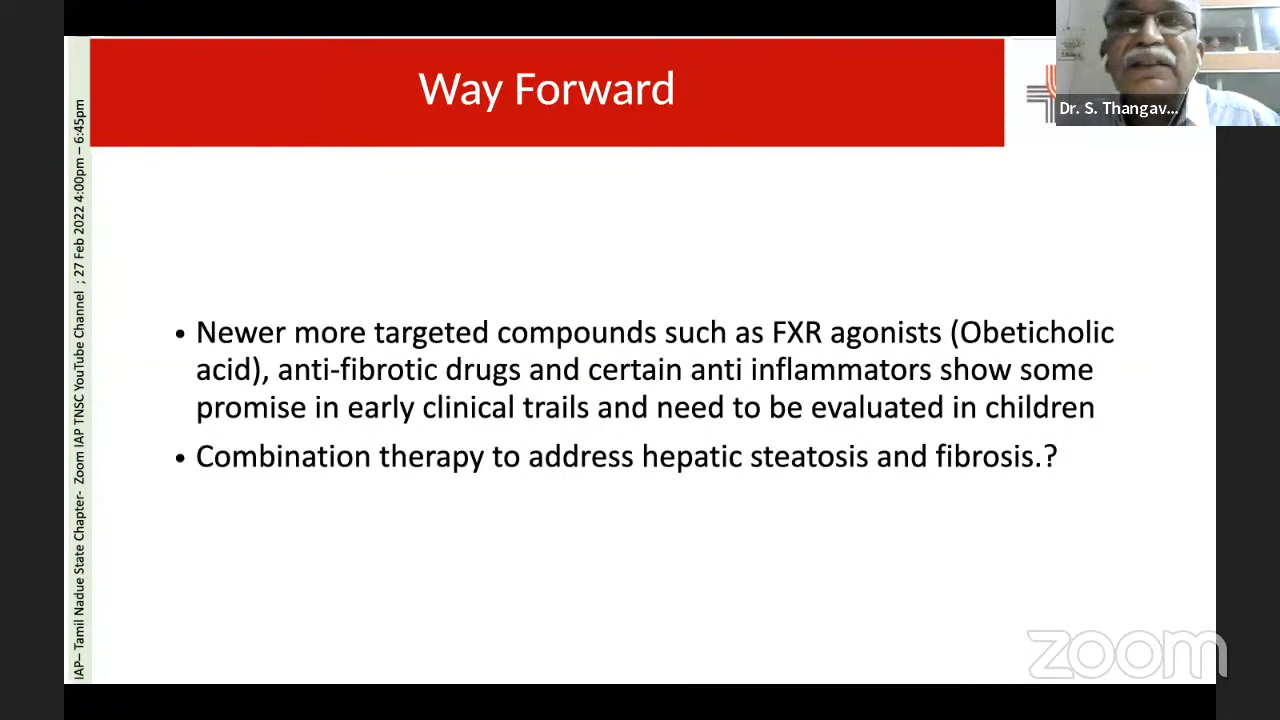 Way Forward
Dr. S. Thangav...
IAP– Tamil Nadue State Chapter- Zoom IAP TNSC YouTube Channel ; 27 Feb 2022 4:00pm – 6:45pm
• Newer more targeted compounds such as FXR agonists (Obeticholic
acid), anti-fibrotic drugs and certain anti inflammators show some
promise in early clinical trails and need to be evaluated in children
• Combination therapy to address hepatic steatosis and fibrosis.?
zoom